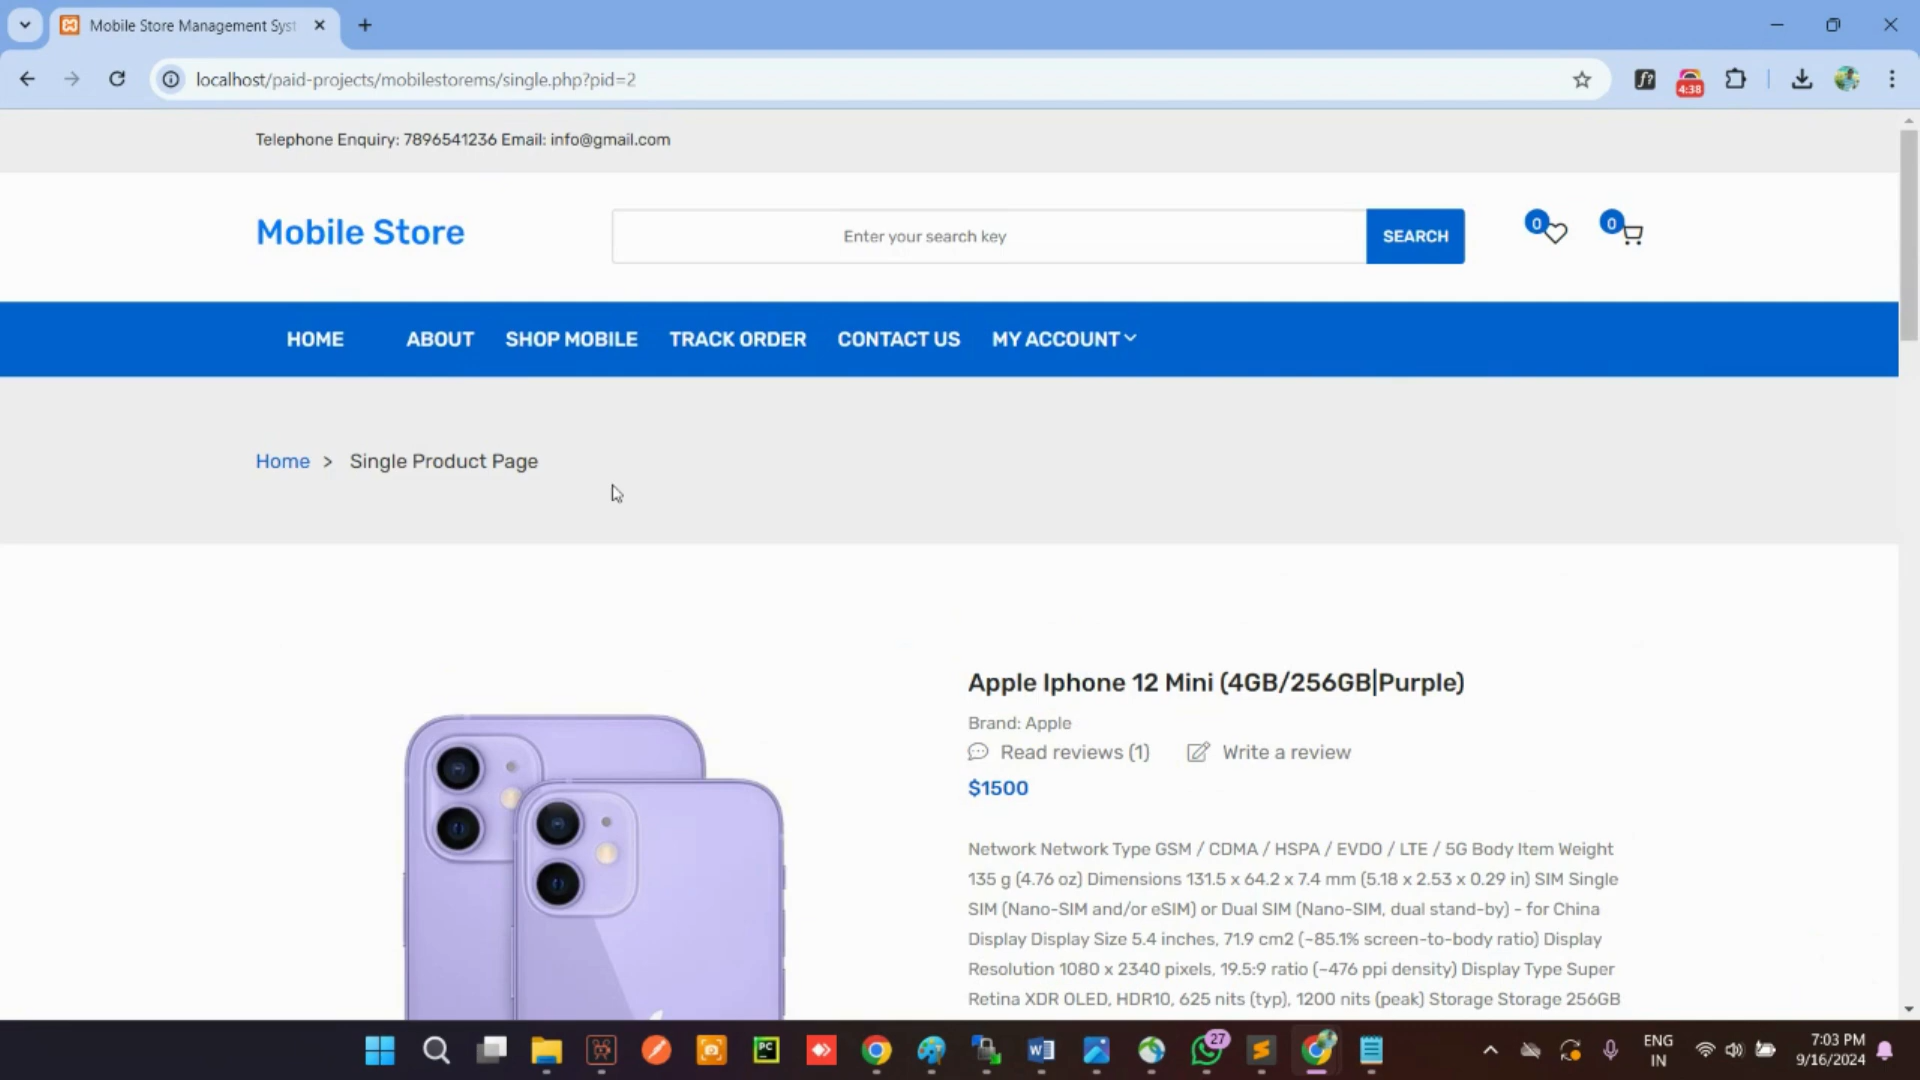 Mobile Store Management Syst
localhost/paid-projects/mobilestorems/single.php?pid=2
4:38
Telephone Enquiry: 7896541236 Email: info@gmail.com
Mobile Store
Enter your search key
SEARCH
0
0
HOME ABOUT SHOP MOBILE TRACK ORDER CONTACT US MY ACCOUNT
Home > Single Product Page
Apple Iphone 12 Mini (4GB/256GB|Purple)
Brand: Apple
Read reviews (1) Write a review
$1500
Network Network Type GSM / CDMA / HSPA / EVDO / LTE / 5G Body Item Weight
135 g (4.76 oz) Dimensions 131.5 x 64.2 x 7.4 mm (5.18 x 2.53 x 0.29 in) SIM Single
SIM (Nano-SIM and/or eSIM) or Dual SIM (Nano-SIM, dual stand-by) - for China
Display Display Size 5.4 inches, 71.9 cm2 (~85.1% screen-to-body ratio) Display
Resolution 1080 x 2340 pixels, 19.5:9 ratio (~476 ppi density) Display Type Super
Retina XDR OLED, HDR10, 625 nits (typ), 1200 nits (peak) Storage Storage 256GB
PC
W
27
ENG
IN
7:03 PM
9/16/2024